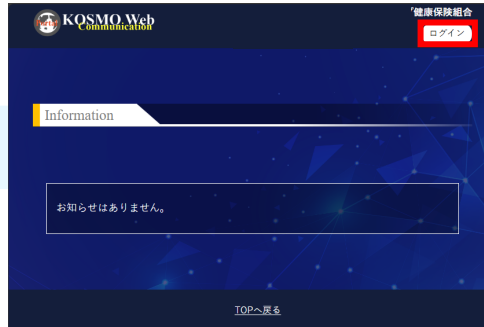 KOSMO Web
Communication
健康保険組合
ログイン
Information
お知らせはありません。
TOPへ戻る